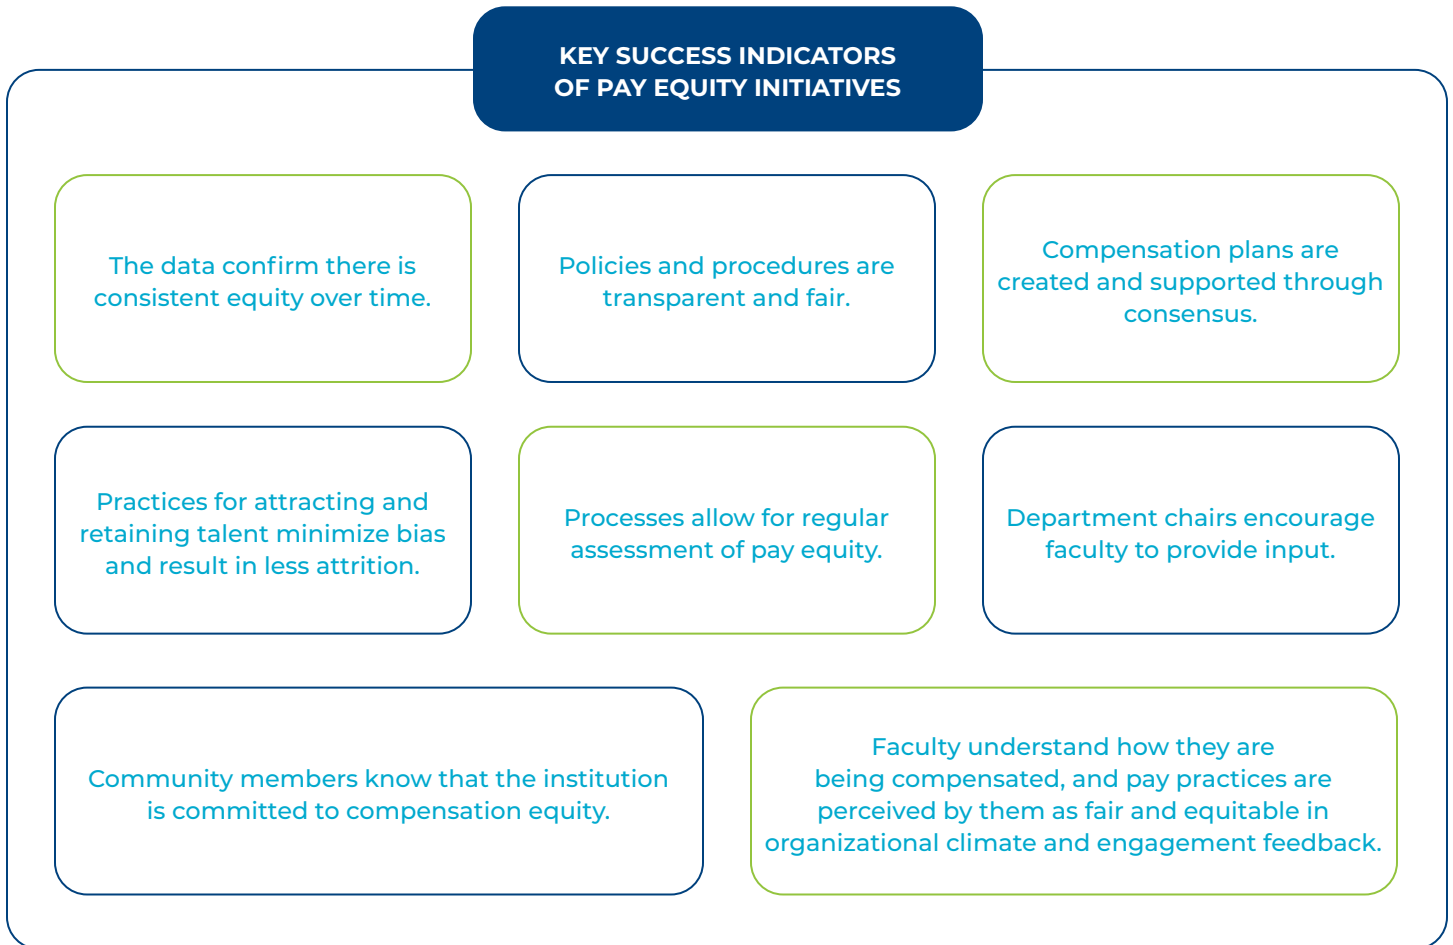 KEY SUCCESS INDICATORS
OF PAY EQUITY INITIATIVES
The data confirm there is
consistent equity over time.
Policies and procedures are
transparent and fair.
Compensation plans are
created and supported through
consensus.
Practices for attracting and
retaining talent minimize bias
and result in less attrition.
Processes allow for regular
assessment of pay equity.
Department chairs encourage
faculty to provide input.
Community members know that the institution
is committed to compensation equity.
Faculty understand how they are
being compensated, and pay practices are
perceived by them as fair and equitable in
organizational climate and engagement feedback.